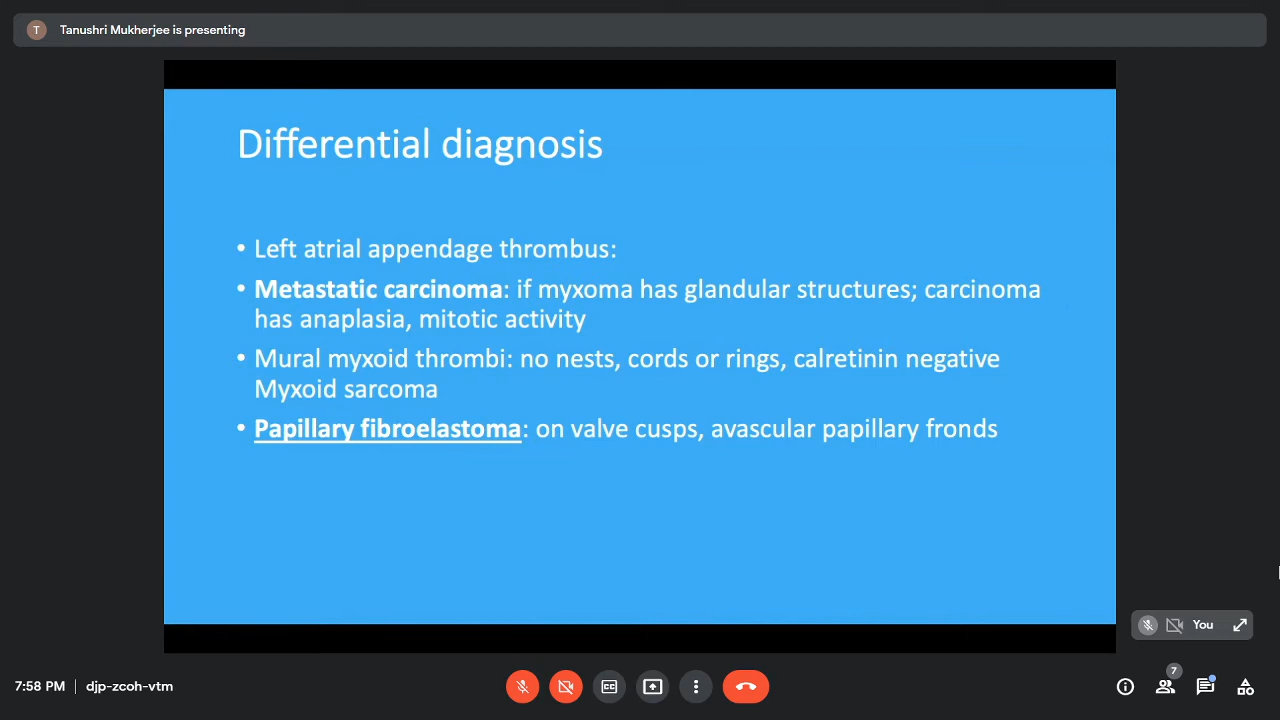 T
Tanushri Mukherjee is presenting
Differential diagnosis
• Left atrial appendage thrombus:
• Metastatic carcinoma: if myxoma has glandular structures; carcinoma
has anaplasia, mitotic activity
• Mural myxoid thrombi: no nests, cords or rings, calretinin negative
Myxoid sarcoma
• Papillary fibroelastoma: on valve cusps, avascular papillary fronds
You
7:58 PM | djp-zcoh-vtm
CC
7